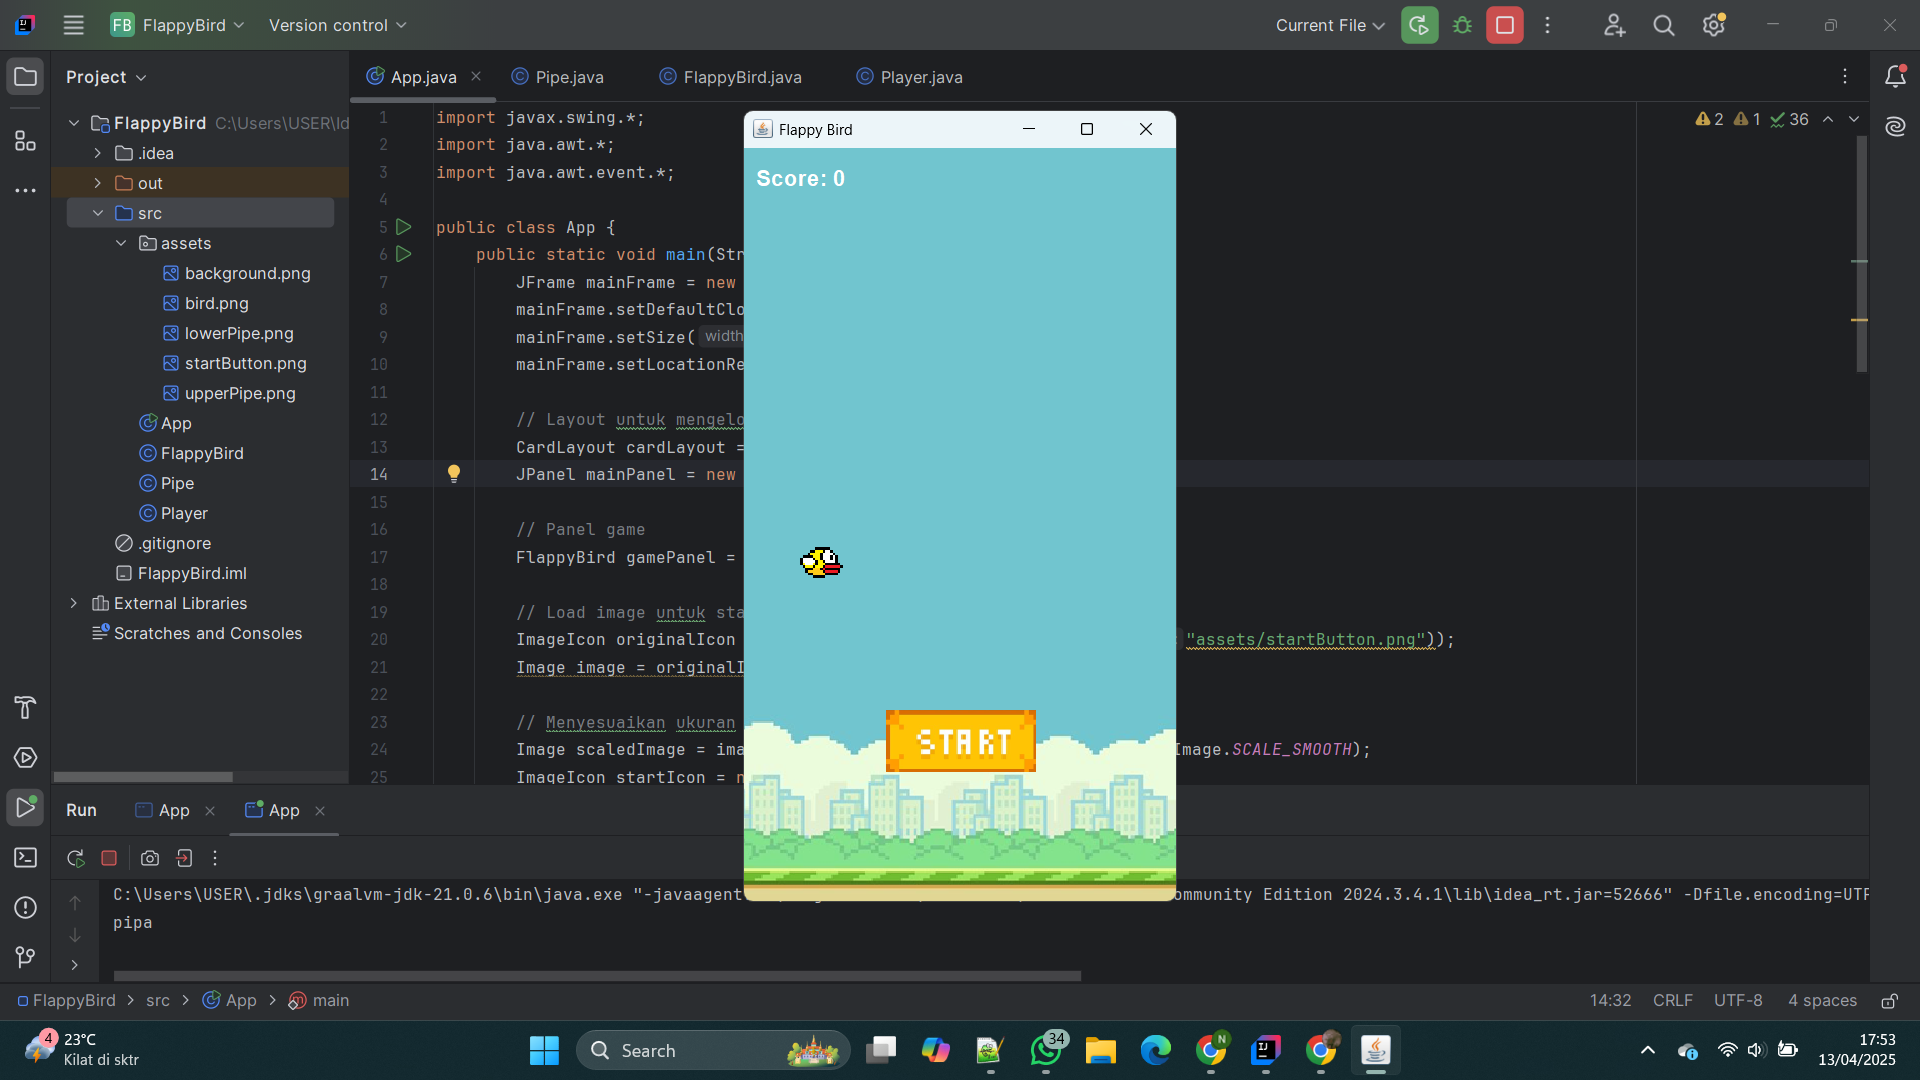 FB FlappyBird Version control Current File
Project
App.java Pipe.java FlappyBird.java Player.java
FlappyBird C:\Users\USER\Id
.idea
out
src
assets
background.png
bird.png
lowerPipe.png
startButton.png
upperPipe.png
App
FlappyBird
Pipe
Player
.gitignore
FlappyBird.iml
External Libraries
Scratches and Consoles
2 1 36
1 import javax.swing.*;
2 import java.awt.*;
3 import java.awt.event.*;
4
5 public class App {
6 public static void main(Str
7 JFrame mainFrame = new
8 mainFrame.setDefaultClo
9 mainFrame.setSize( width
10 mainFrame.setLocationRe
11
12 // Layout untuk mengelo
13 CardLayout cardLayout =
14 JPanel mainPanel = new
15
16 // Panel game
17 FlappyBird gamePanel =
18
19 // Load image untuk sta
20 ImageIcon originalIcon "assets/startButton.png"));
21 Image image = originalI
22
23 // Menyesuaikan ukuran
24 Image scaledImage = ima Image.SCALE_SMOOTH);
25 ImageIcon startIcon = n
Flappy Bird
Score: 0
START
Run App App
C:\Users\USER\.jdks\graalvm-jdk-21.0.6\bin\java.exe "-javaagent ommunity Edition 2024.3.4.1\lib\idea_rt.jar=52666" -Dfile.encoding=UTF
pipa
FlappyBird src App main
14:32 CRLF UTF-8 4 spaces
4 23°C
Kilat di sktr
Search
34
N
17:53
13/04/2025